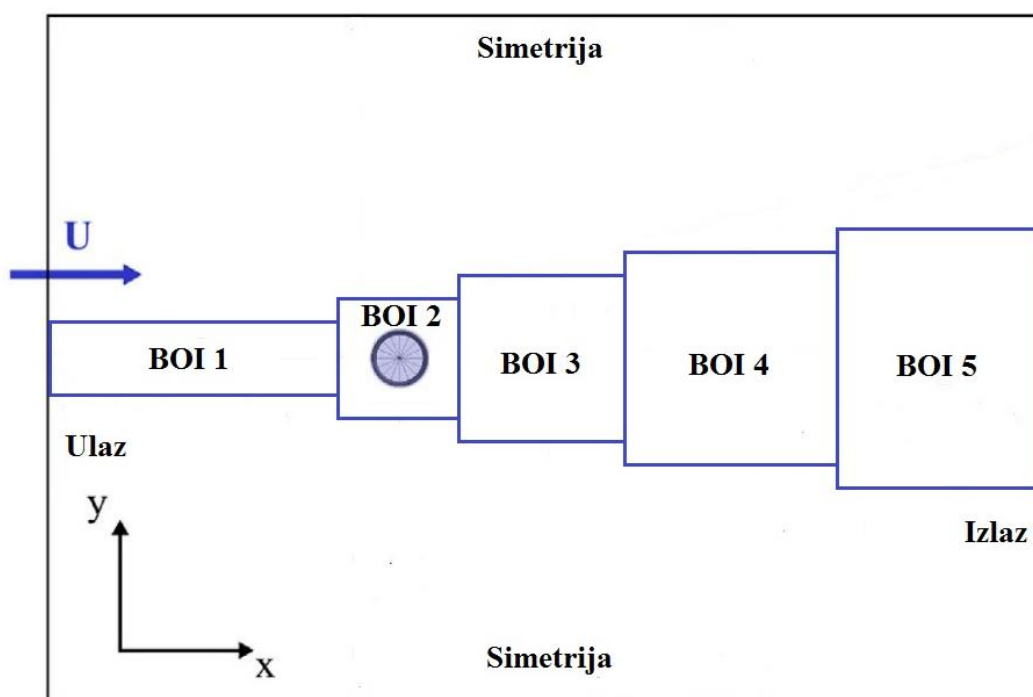 Simetrija
U
BOI 2
BOI 1
BOI 3
BOI 4
BOI 5
Ulaz
y
Izlaz
x
Simetrija